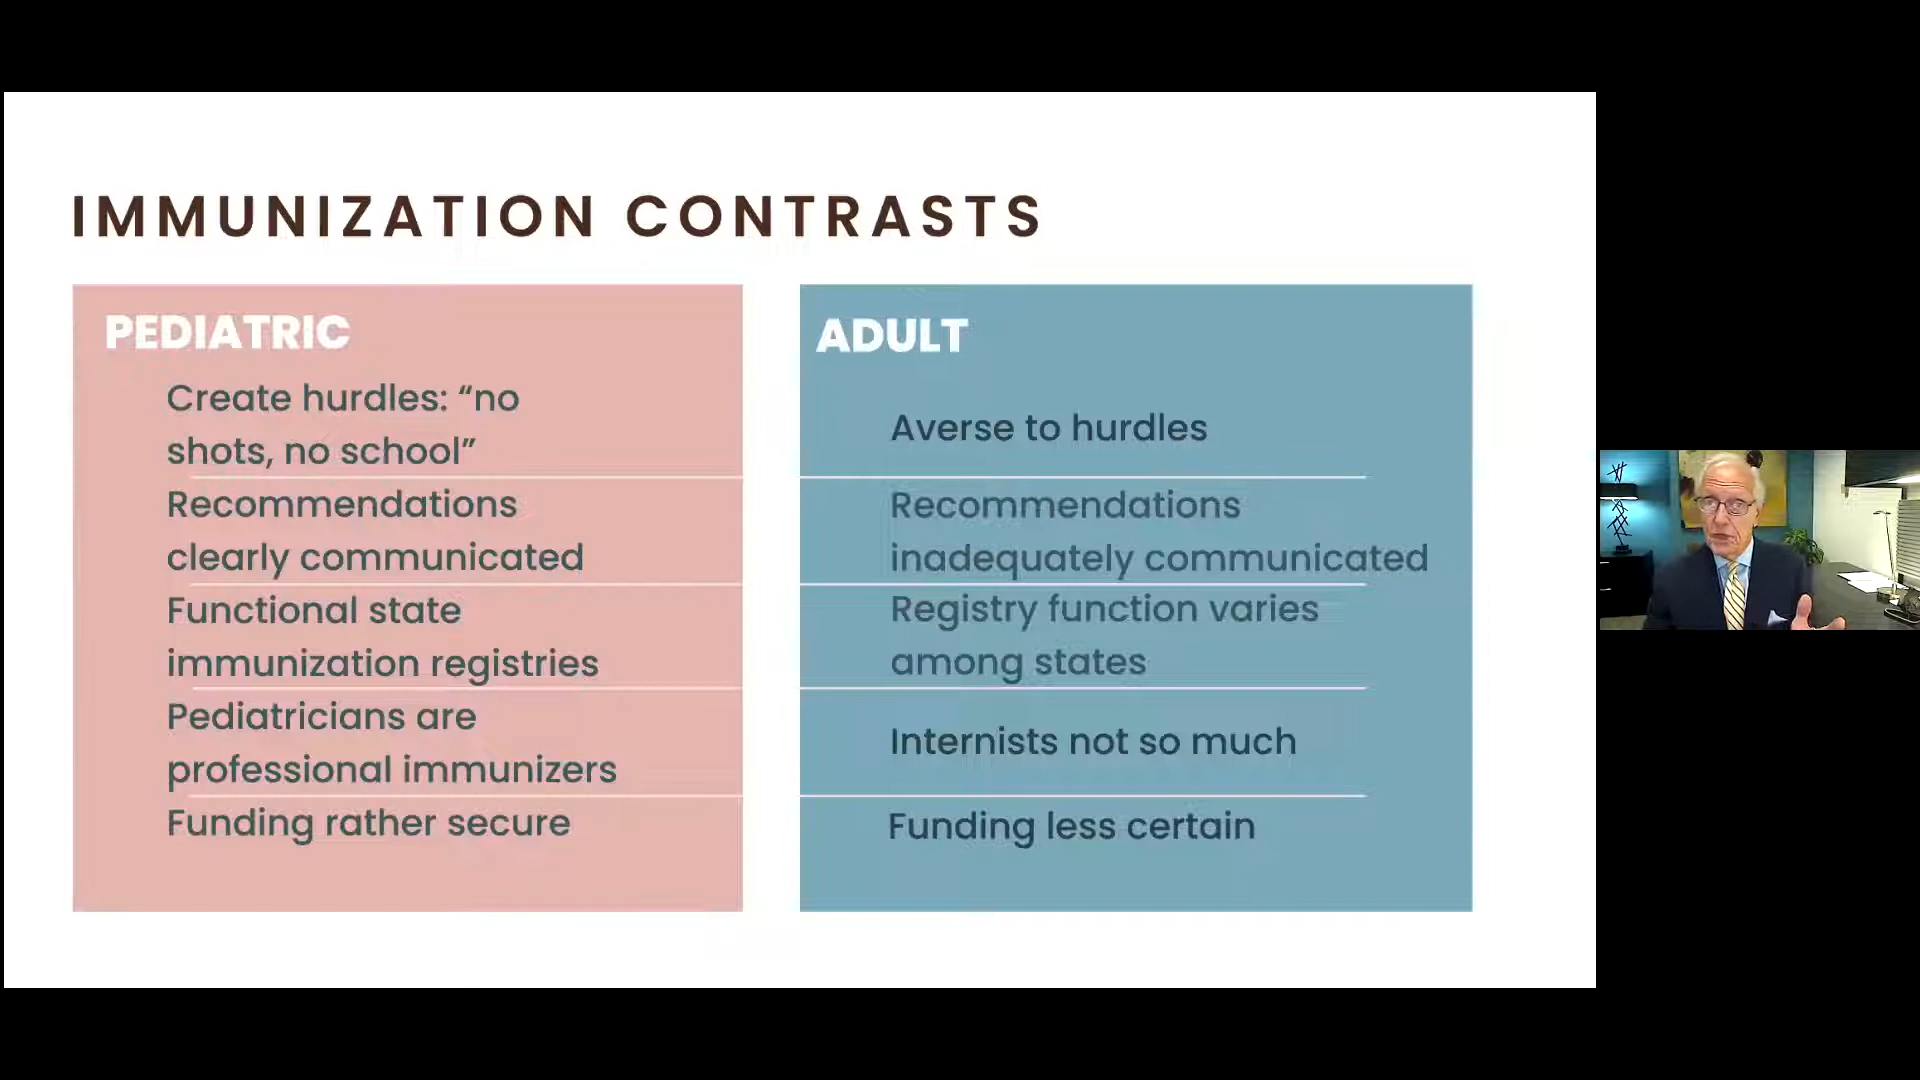 IMMUNIZATION CONTRASTS
PEDIATRIC
Create hurdles: “no
shots, no school”
Recommendations
clearly communicated
Functional state
immunization registries
Pediatricians are
professional immunizers
Funding rather secure
ADULT
Averse to hurdles
Recommendations
inadequately communicated
Registry function varies
among states
Internists not so much
Funding less certain